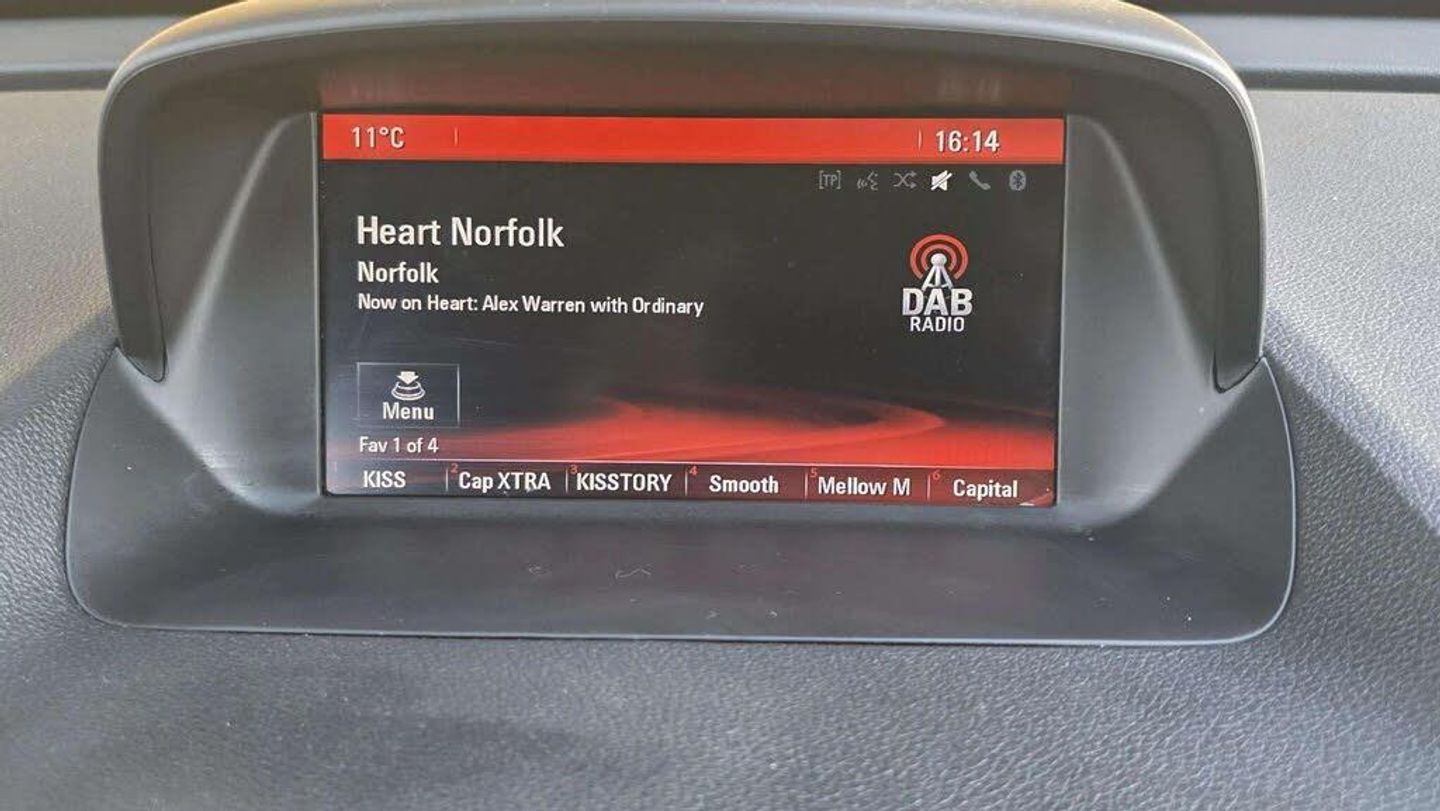 11°C 16:14
[TP]
Heart Norfolk
Norfolk
Now on Heart: Alex Warren with Ordinary
DAB
RADIO
Menu
Fav 1 of 4
1 KISS 2 Cap XTRA 3 KISSTORY 4 Smooth 5 Mellow M 6 Capital